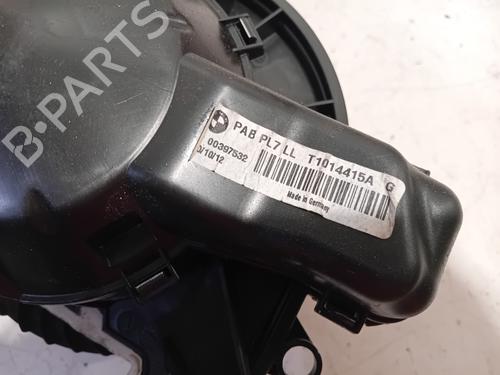 B-PARTS
PAB PL7 LL T1014415A G
00397532
0/10/12
Made in Germany